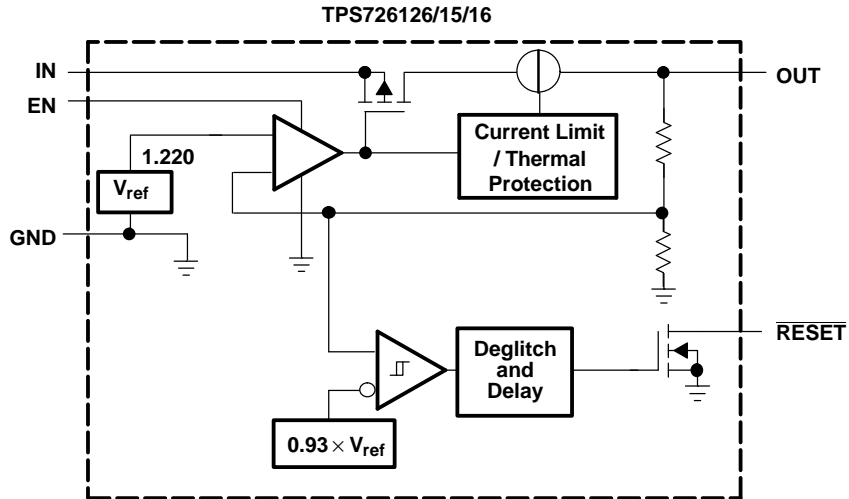 TPS726126/15/16
IN
OUT
EN
Current Limit
/ Thermal
Protection
1.220
Vref
GND
RESET
Deglitch
and
Delay
0.93 × Vref